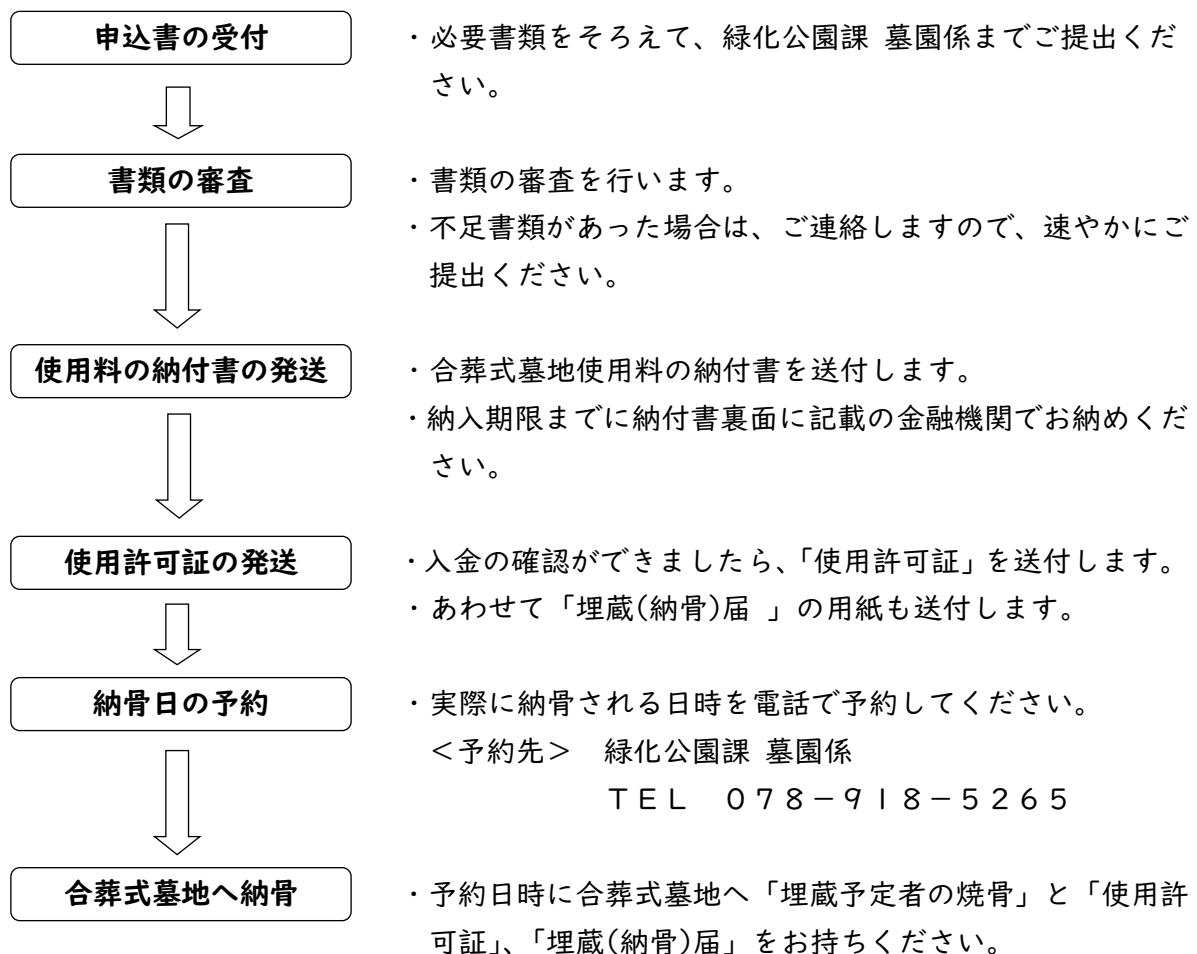 申込書の受付
・必要書類をそろえて、緑化公園課 墓園係までご提出くだ
さい。
書類の審査
・書類の審査を行います。
・不足書類があった場合は、ご連絡しますので、速やかにご
提出ください。
使用料の納付書の発送
・合葬式墓地使用料の納付書を送付します。
・納入期限までに納付書裏面に記載の金融機関でお納めくだ
さい。
使用許可証の発送
・入金の確認ができましたら、「使用許可証」を送付します。
・あわせて「埋蔵(納骨)届 」の用紙も送付します。
納骨日の予約
・実際に納骨される日時を電話で予約してください。
＜予約先＞ 緑化公園課 墓園係
ＴＥＬ ０７８－９１８－５２６５
合葬式墓地へ納骨
・予約日時に合葬式墓地へ「埋蔵予定者の焼骨」と「使用許
可証」、「埋蔵(納骨)届」をお持ちください。